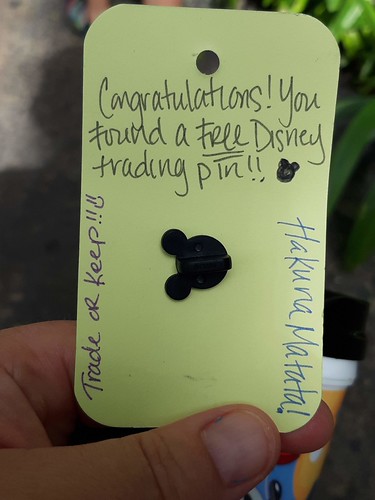 Congratulations! You
found a FREE Disney
trading pin!!
Trade or Keep!!
Hakuna Matata!